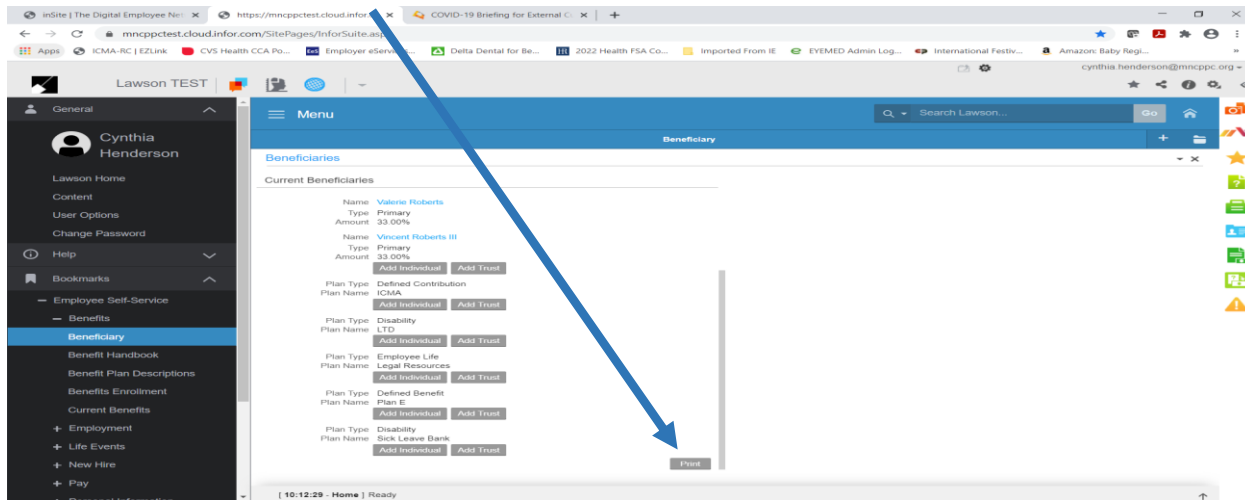 inSite | The Digital Employee Net
https://mncppctest.cloud.infor.
COVID-19 Briefing for External C
mncppctest.cloud.infor.com/SitePages/InforSuite.asp
Apps ICMA-RC | EZLink CVS Health CCA Po... Employer eServices... Delta Dental for Be... 2022 Health FSA Co... Imported From IE EYEMED Admin Log... International Festiv... Amazon: Baby Regi...
Lawson TEST
cynthia.henderson@mncppc.org
General
Menu
Search Lawson...
Go
Cynthia Henderson
Beneficiary
Beneficiaries
Current Beneficiaries
Lawson Home
Content
User Options
Change Password
Help
Bookmarks
Employee Self-Service
Benefits
Beneficiary
Benefit Handbook
Benefit Plan Descriptions
Benefits Enrollment
Current Benefits
+ Employment
+ Life Events
+ New Hire
+ Pay
Name Valerie Roberts
Type Primary
Amount 33.00%
Name Vincent Roberts III
Type Primary
Amount 33.00%
Add Individual Add Trust
Plan Type Defined Contribution
Plan Name ICMA
Add Individual Add Trust
Plan Type Disability
Plan Name LTD
Add Individual Add Trust
Plan Type Employee Life
Plan Name Legal Resources
Add Individual Add Trust
Plan Type Defined Benefit
Plan Name Plan E
Add Individual Add Trust
Plan Type Disability
Plan Name Sick Leave Bank
Add Individual Add Trust
Print
[ 10:12:29 - Home ] Ready